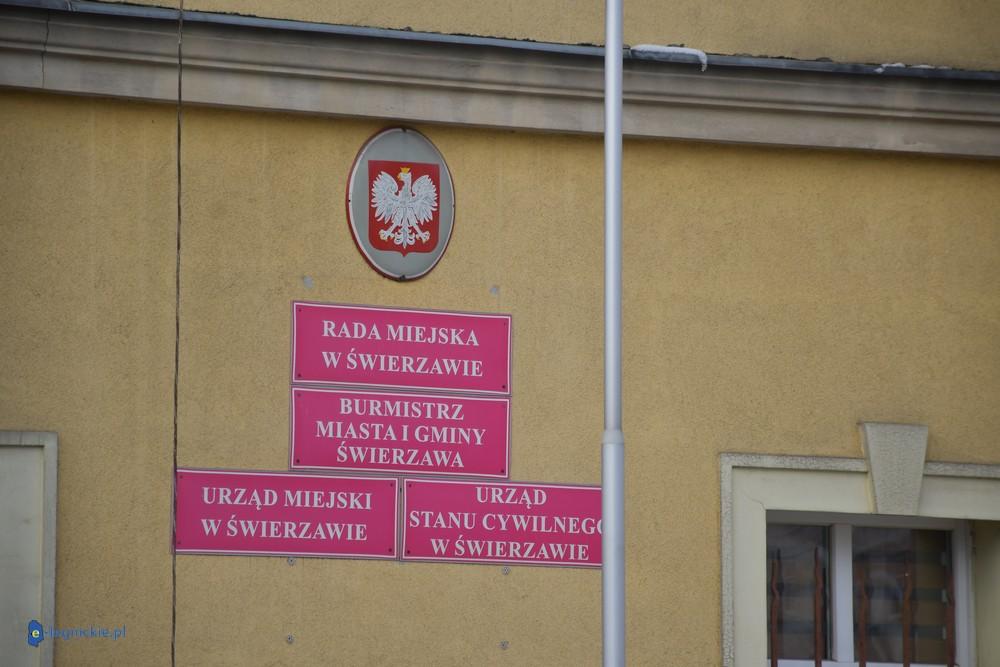 RADA MIEJSKA
W ŚWIERZAWIE
BURMISTRZ
MIASTA I GMINY
ŚWIERZAWA
URZĄD MIEJSKI
W ŚWIERZAWIE
URZĄD
STANU CYWILNEGO
W ŚWIERZAWIE
e-legnickie.pl